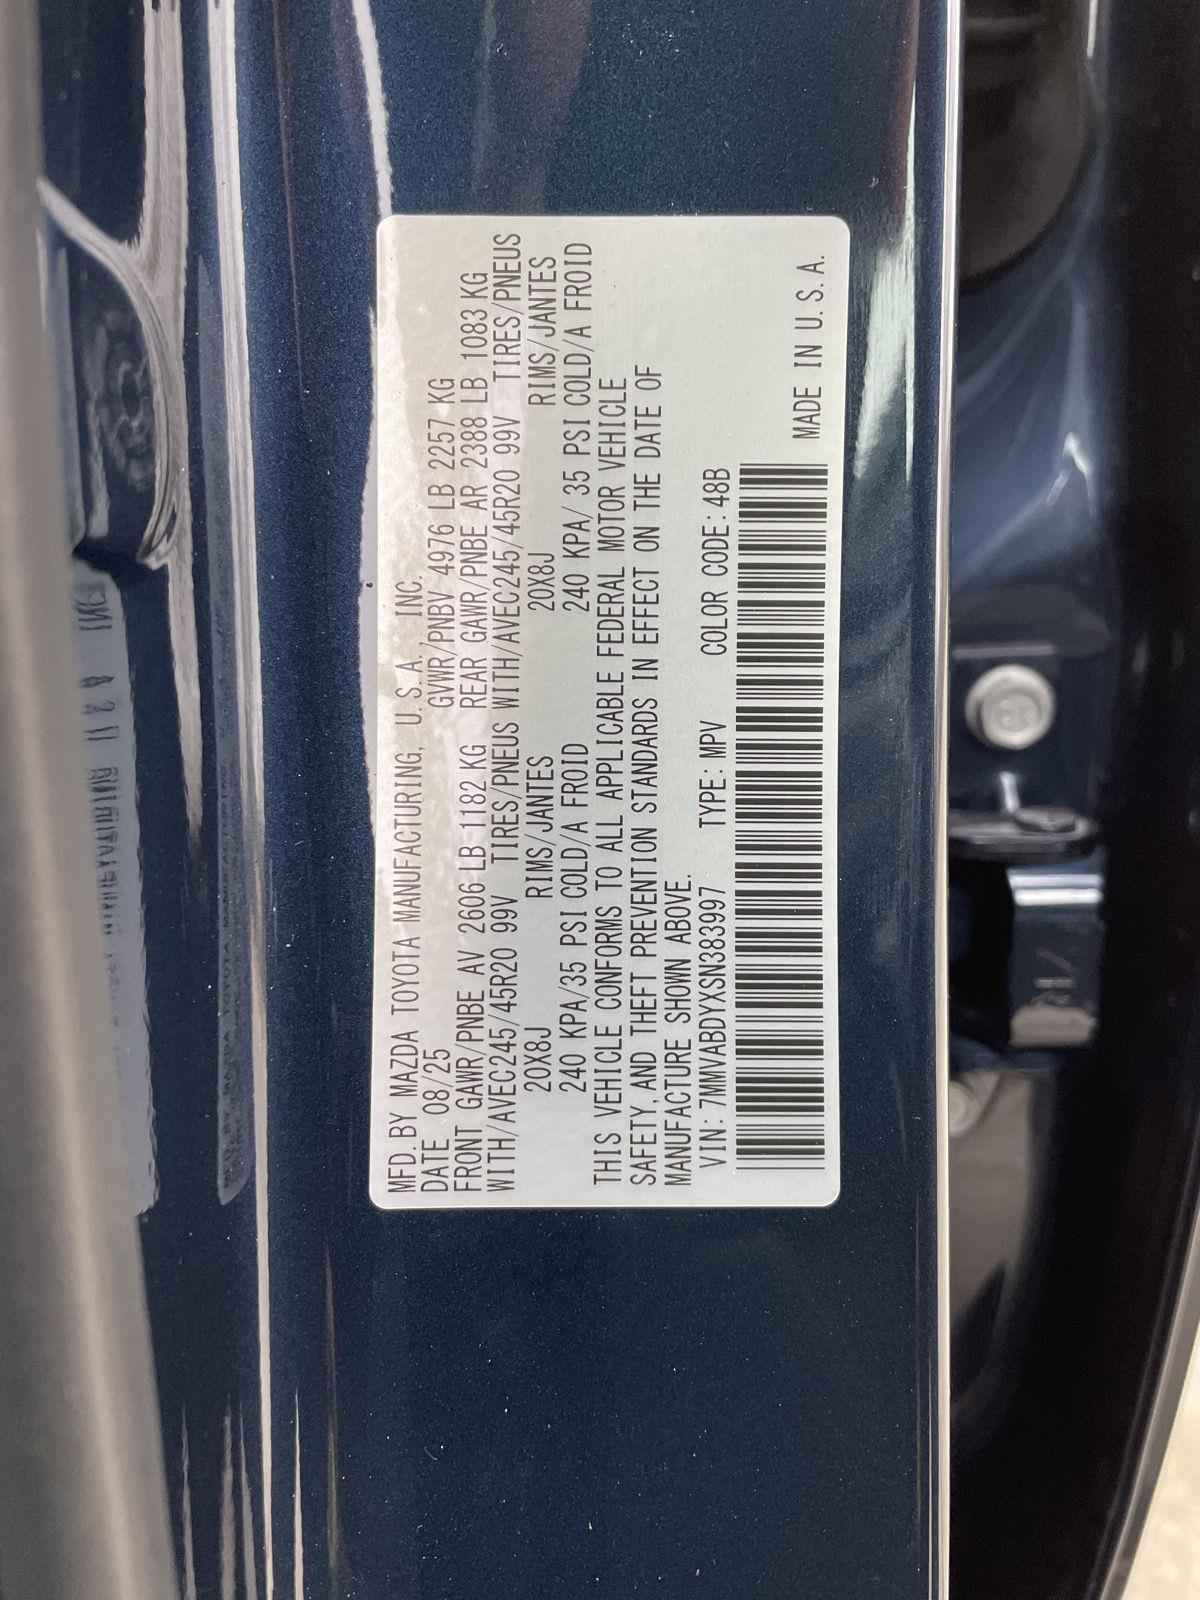 MFD. BY MAZDA TOYOTA MANUFACTURING, U.S.A., INC.
DATE 08/25 GVWR/PNBV 4976 LB 2257 KG
FRONT GAWR/PNBE AV 2606 LB 1182 KG REAR GAWR/PNBE AR 2388 LB 1083 KG
WITH/AVEC245/45R20 99V TIRES/PNEUS WITH/AVEC245/45R20 99V TIRES/PNEUS
20X8J RIMS/JANTES 20X8J RIMS/JANTES
240 KPA/35 PSI COLD/A FROID 240 KPA/ 35 PSI COLD/A FROID
THIS VEHICLE CONFORMS TO ALL APPLICABLE FEDERAL MOTOR VEHICLE
SAFETY, AND THEFT PREVENTION STANDARDS IN EFFECT ON THE DATE OF
MANUFACTURE SHOWN ABOVE.
VIN: 7MMVABDYXSN383997 TYPE: MPV COLOR CODE: 48B
MADE IN U.S.A.